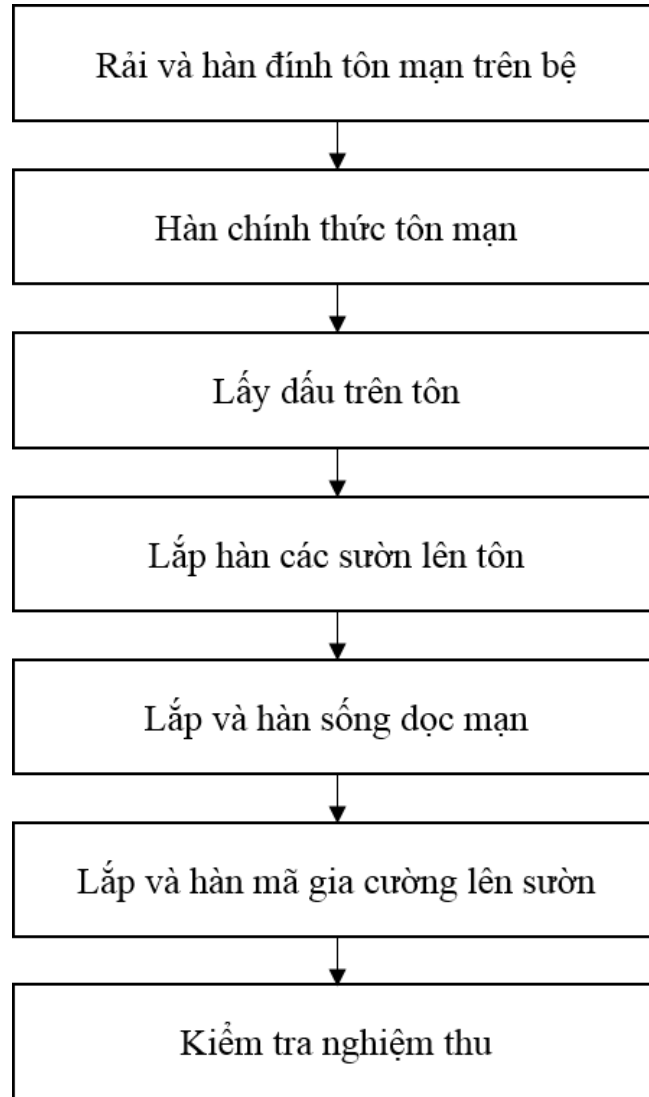 Rải và hàn đính tôn mạn trên bệ
Hàn chính thức tôn mạn
Lấy dấu trên tôn
Lắp hàn các sườn lên tôn
Lắp và hàn sống dọc mạn
Lắp và hàn mã gia cường lên sườn
Kiểm tra nghiệm thu